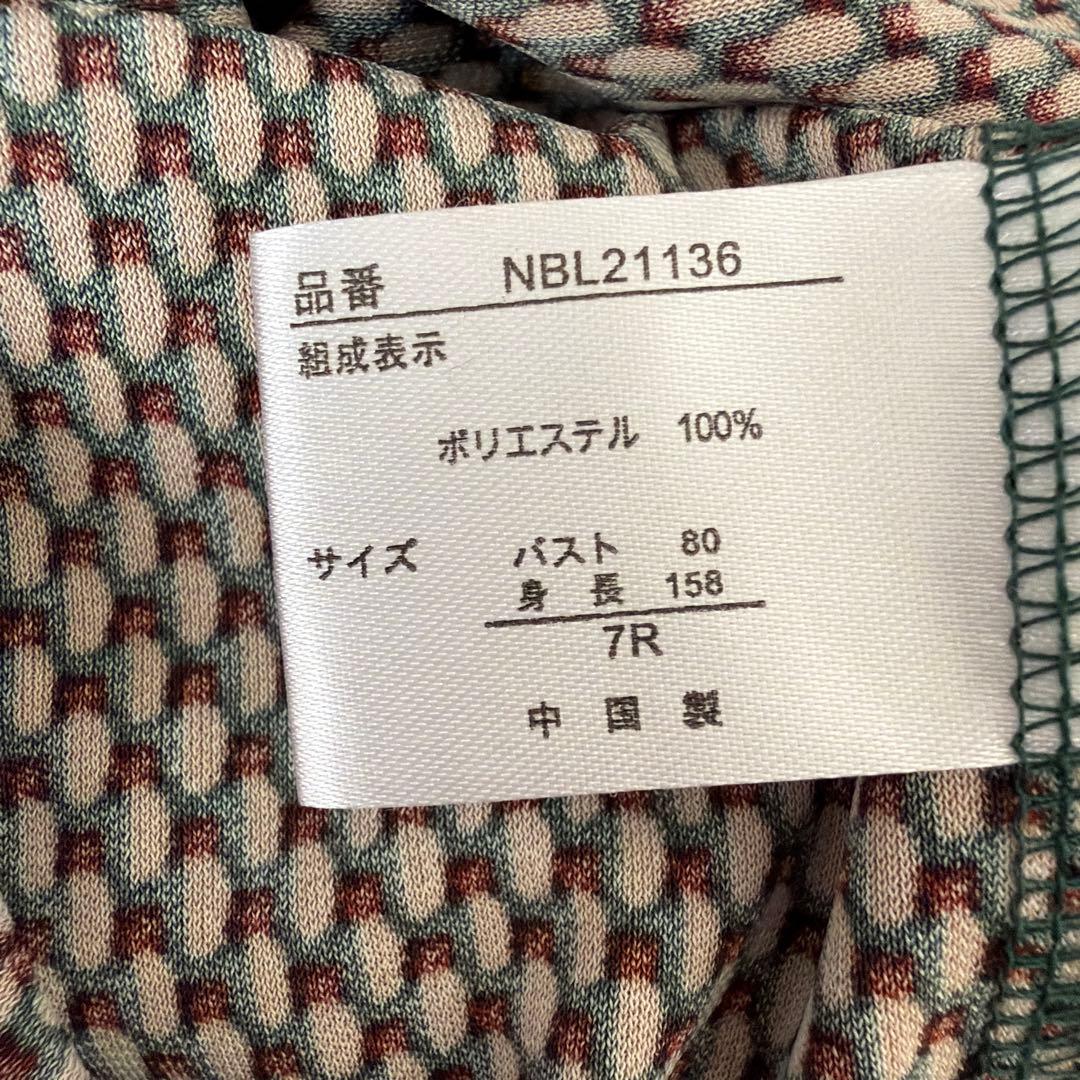 品番 NBL21136
組成表示
ポリエステル 100%
サイズ バスト 80
身長 158
7R
中国製